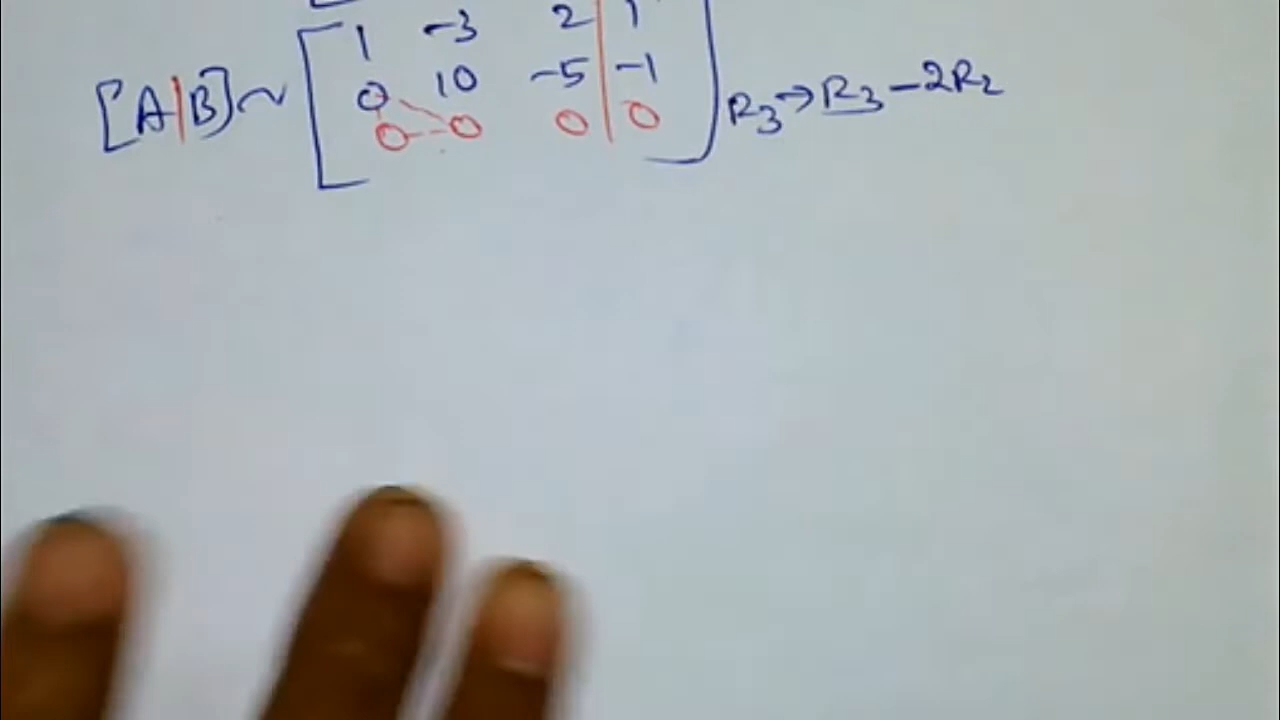 1 -3 2 | 1
[A|B] ~ 0 10 -5 | -1
0 0 0 | 0 R3→R3-2R2